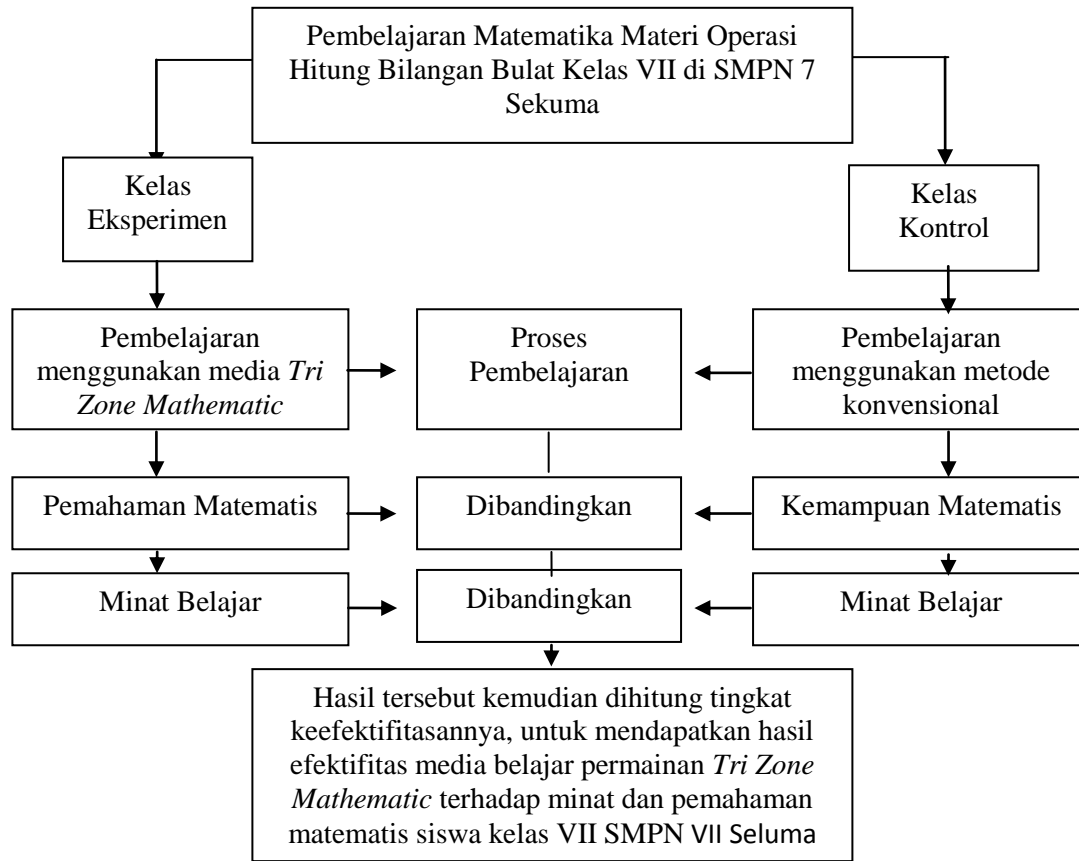 Pembelajaran Matematika Materi Operasi
Hitung Bilangan Bulat Kelas VII di SMPN 7
Sekuma
Kelas
Eksperimen
Kelas
Kontrol
Pembelajaran
menggunakan media Tri
Zone Mathematic
Proses
Pembelajaran
Pembelajaran
menggunakan metode
konvensional
Pemahaman Matematis
Dibandingkan
Kemampuan Matematis
Minat Belajar
Dibandingkan
Minat Belajar
Hasil tersebut kemudian dihitung tingkat
keefektifitasannya, untuk mendapatkan hasil
efektifitas media belajar permainan Tri Zone
Mathematic terhadap minat dan pemahaman
matematis siswa kelas VII SMPN VII Seluma